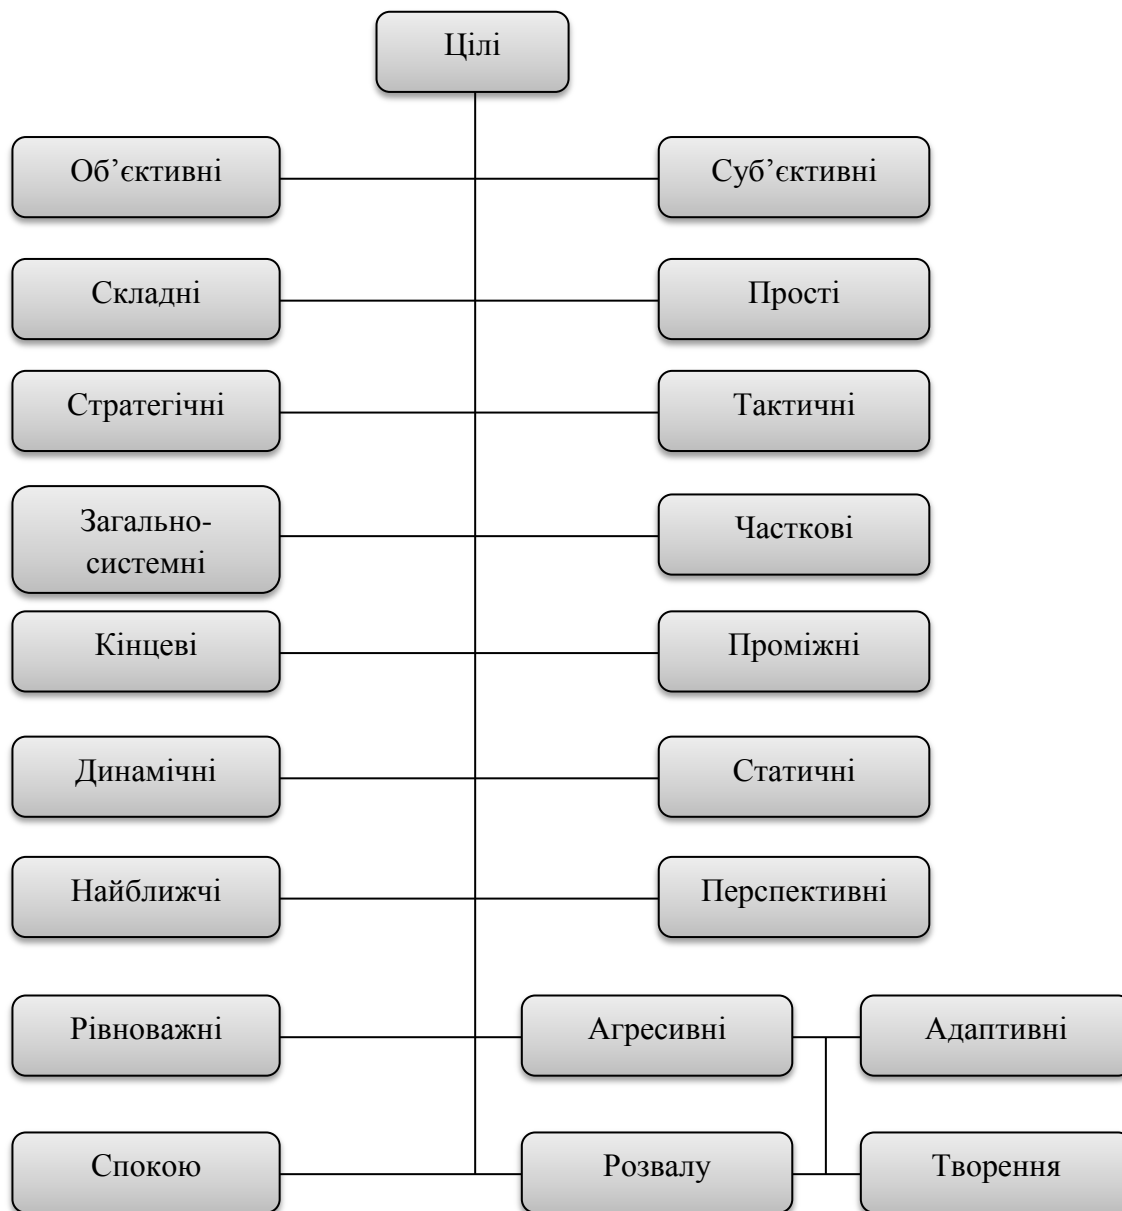 Цілі
Об’єктивні
Суб’єктивні
Складні
Прості
Стратегічні
Тактичні
Загально-
системні
Часткові
Кінцеві
Проміжні
Динамічні
Статичні
Найближчі
Перспективні
Рівноважні
Агресивні
Адаптивні
Спокою
Розвалу
Творення